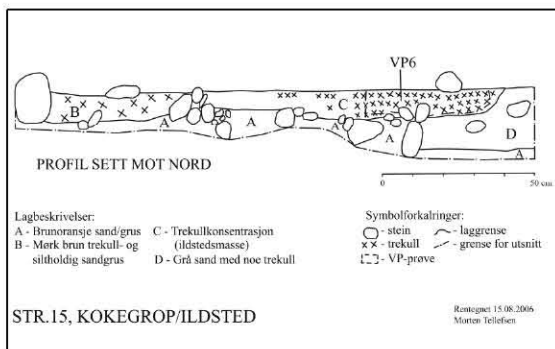 VP6
B
C
A
A
A
A
D
A
PROFIL SETT MOT NORD
0
50 cm
Lagbeskrivelser:
A - Brunoransje sand/grus
B - Mørk brun trekull- og
siltholdig sandgrus
C - Trekullkonsentrasjon
(ildstedsmasse)
D - Grå sand med noe trekull
Symbolforkalringer:
- stein
- laggrense
xx - trekull
- grense for utsnitt
- VP-prøve
STR.15, KOKEGROP/ILDSTED
Rentegnet 15.08.2006
Morten Tellefsen